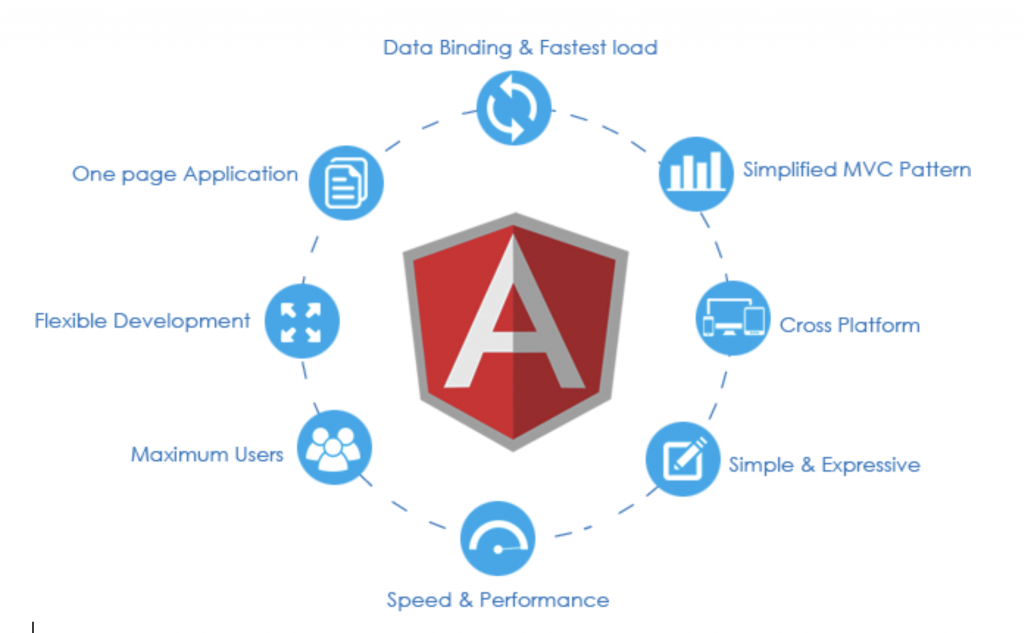 Data Binding & Fastest load
One page Application
Simplified MVC Pattern
Flexible Development
Cross Platform
Maximum Users
Simple & Expressive
Speed & Performance
A